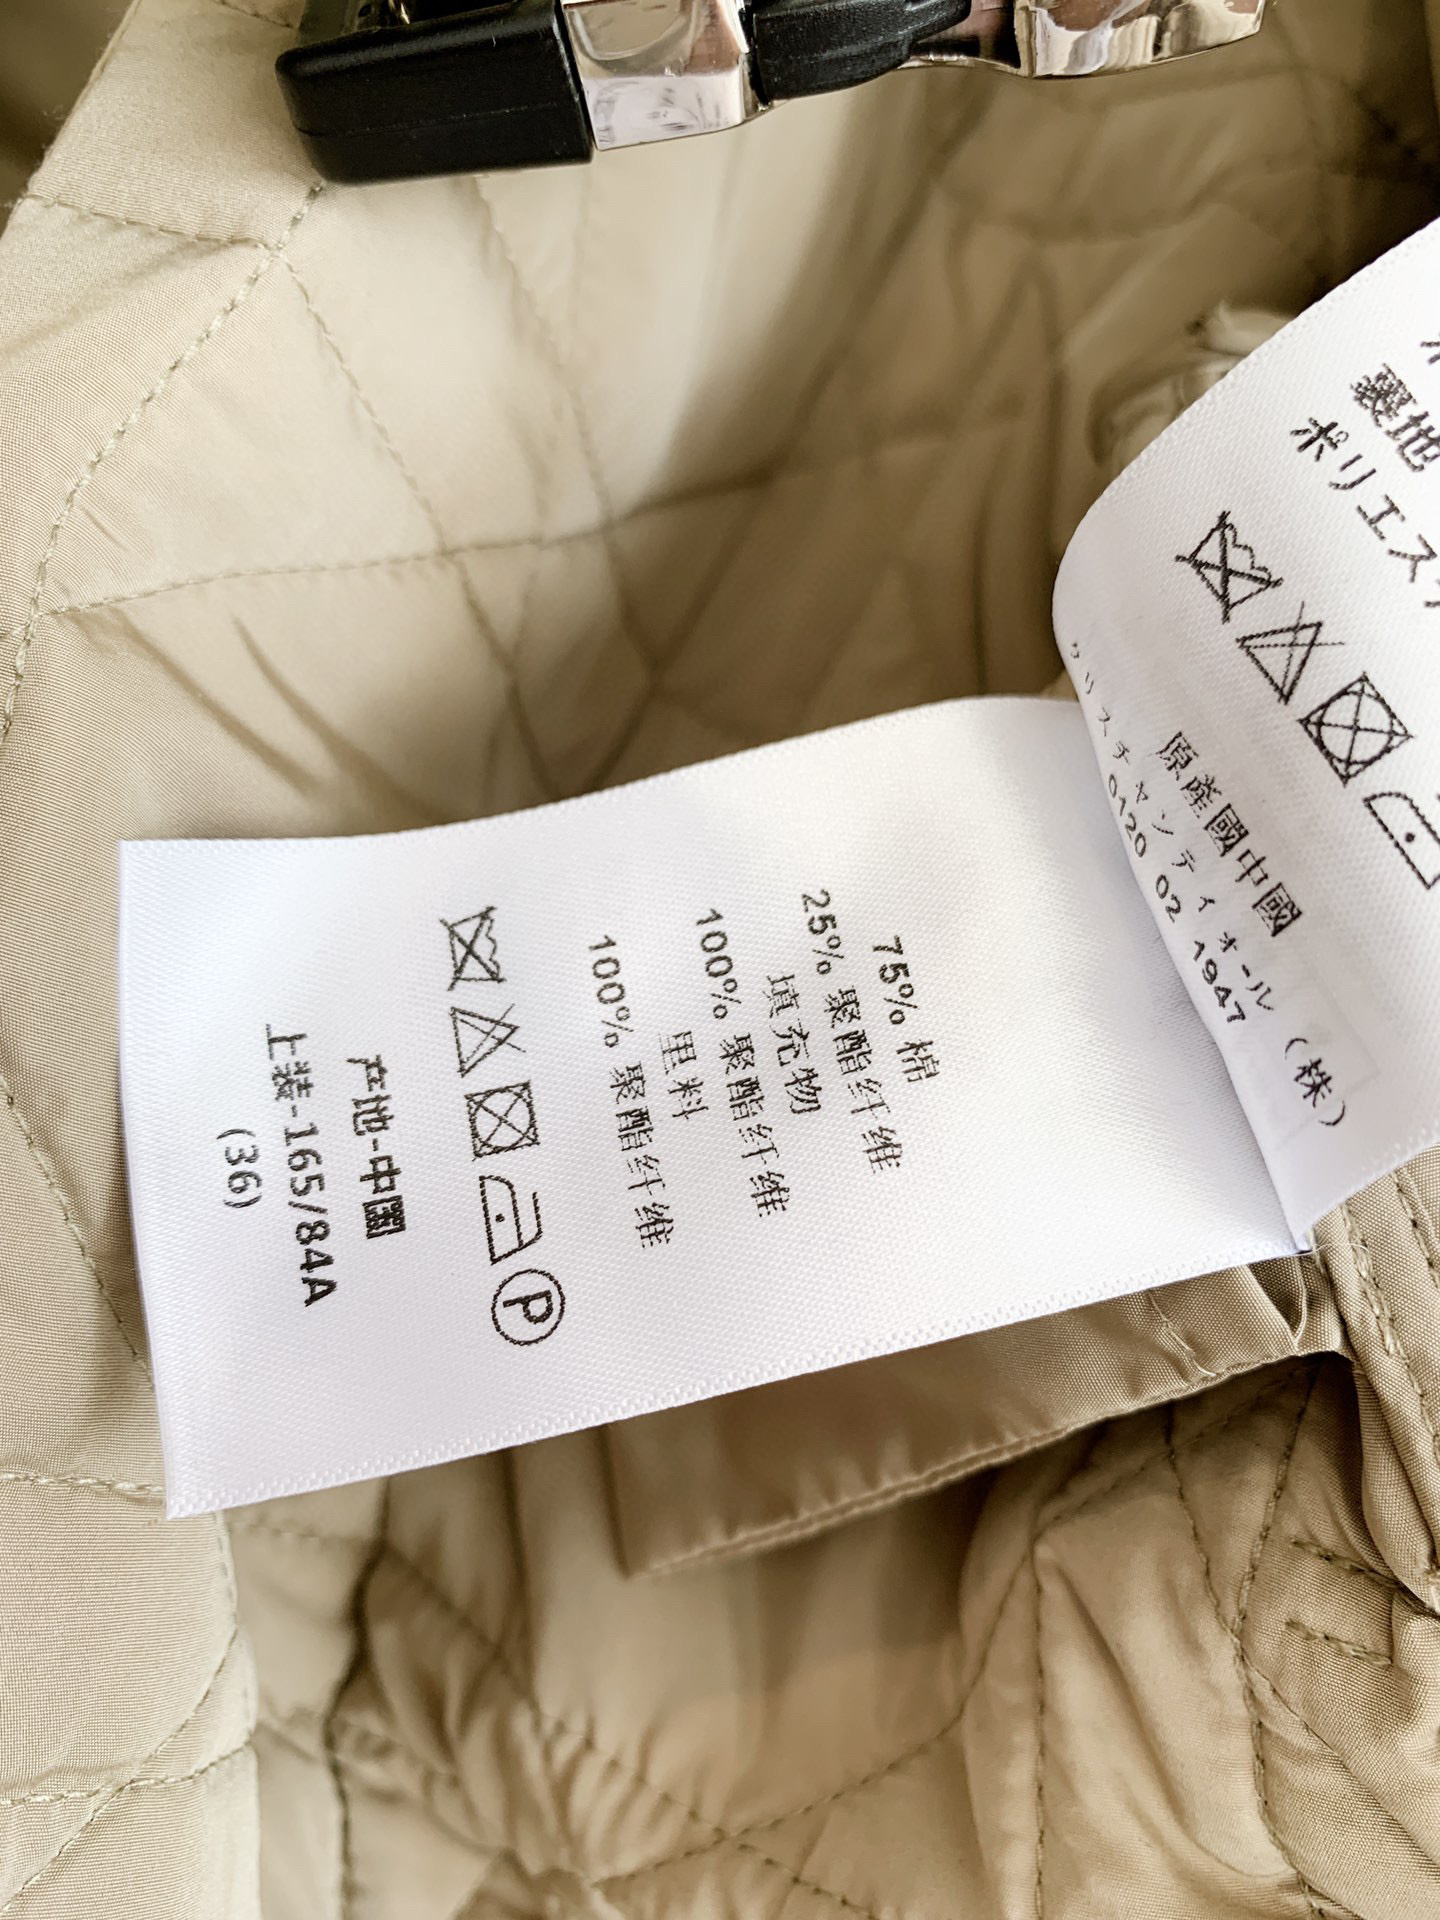 75% 棉
25% 聚酯纤维
填充物
100% 聚酯纤维
里料
100% 聚酯纤维
P
产地-中國
上装-165/84A
(36)
裏地
ポリエステ
原産國中國
クリスチャンディオール (株)
0120 02 1947